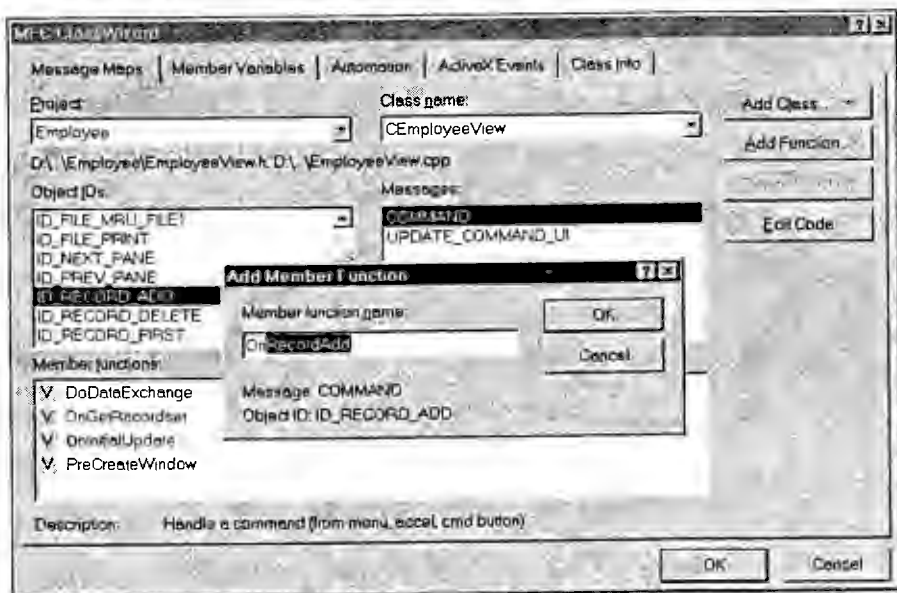 MFC ClassWizard
Message Maps | Member Variables | Automation | ActiveX Events | Class Info
Project:
Class name:
Add Class...
Employee
CEmployeeView
Add Function...
D:\...\Employee\EmployeeView.h, D:\...\EmployeeView.cpp
Object IDs:
Messages:
ID_FILE_MRU_FILE1
ID_FILE_PRINT
ID_NEXT_PANE
ID_PREV_PANE
ID_RECORD_ADD
ID_RECORD_DELETE
ID_RECORD_FIRST
COMMAND
UPDATE_COMMAND_UI
Edit Code
Add Member Function
Member function name:
OnRecordAdd
OK
Cancel
Message: COMMAND
Object ID: ID_RECORD_ADD
Member functions:
V DoDataExchange
V OnGetRecordset
V OnInitialUpdate
V PreCreateWindow
Description: Handle a command (from menu, accel, cmd button)
OK
Cancel